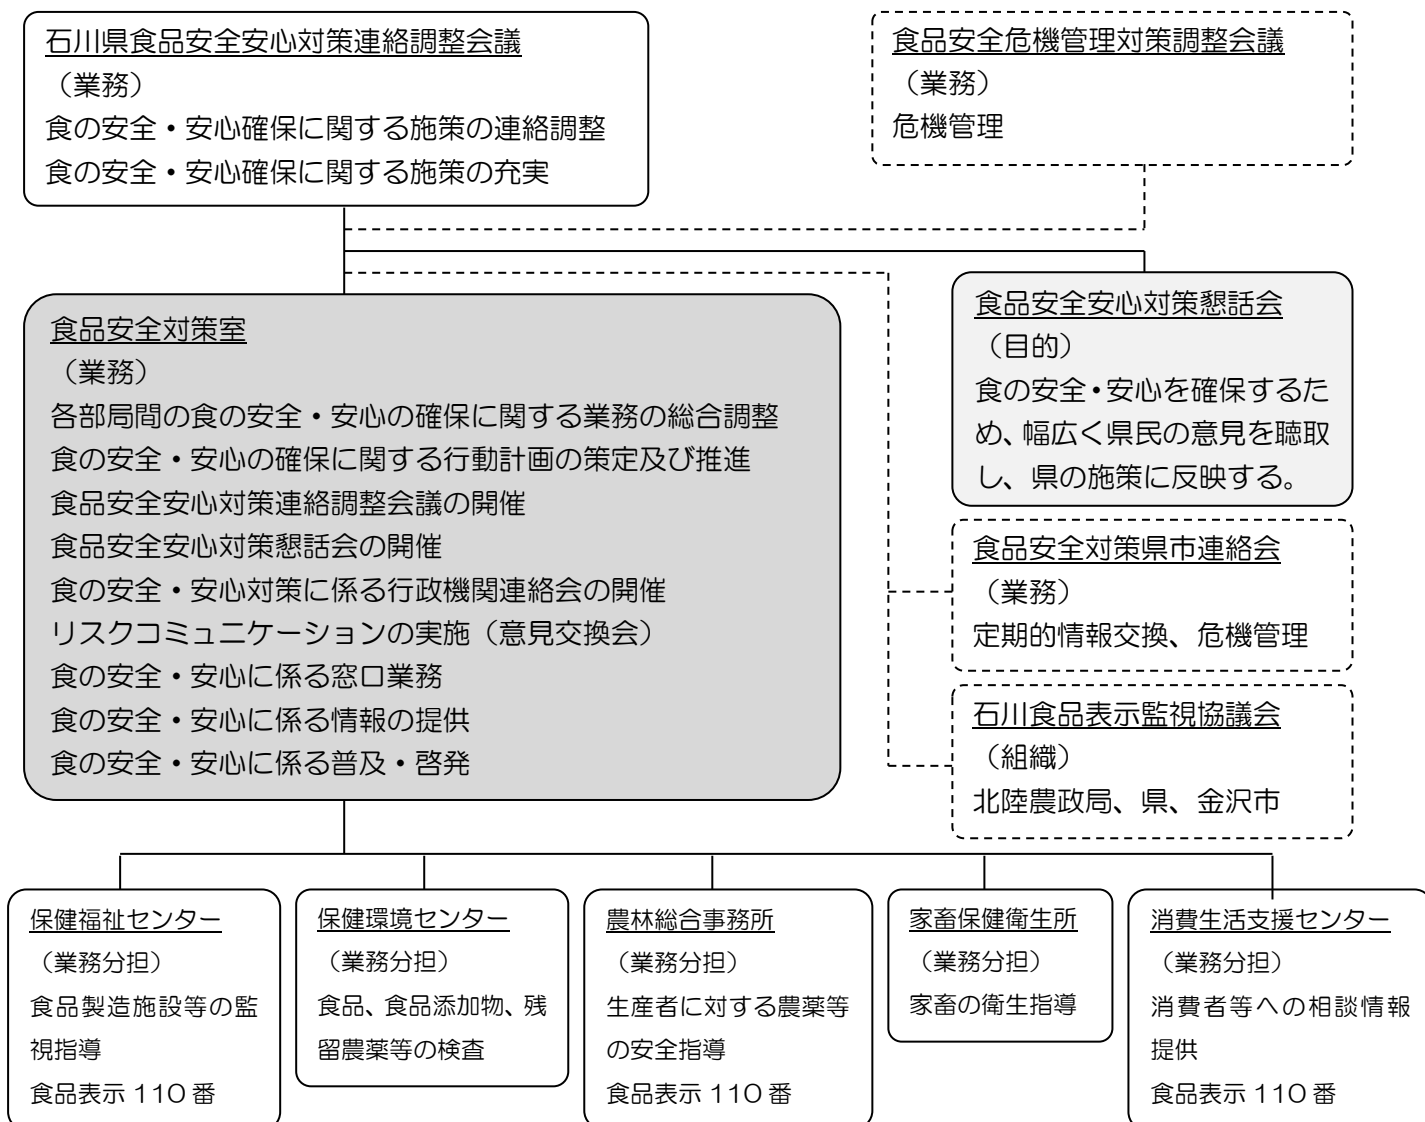 石川県食品安全安心対策連絡調整会議
（業務）
食の安全・安心確保に関する施策の連絡調整
食の安全・安心確保に関する施策の充実
食品安全危機管理対策調整会議
（業務）
危機管理
食品安全対策室
（業務）
各部局間の食の安全・安心の確保に関する業務の総合調整
食の安全・安心の確保に関する行動計画の策定及び推進
食品安全安心対策連絡調整会議の開催
食品安全安心対策懇話会の開催
食の安全・安心対策に係る行政機関連絡会の開催
リスクコミュニケーションの実施（意見交換会）
食の安全・安心に係る窓口業務
食の安全・安心に係る情報の提供
食の安全・安心に係る普及・啓発
食品安全安心対策懇話会
（目的）
食の安全・安心を確保するた
め、幅広く県民の意見を聴取
し、県の施策に反映する。
食品安全対策県市連絡会
（業務）
定期的情報交換、危機管理
石川食品表示監視協議会
（組織）
北陸農政局、県、金沢市
保健福祉センター
（業務分担）
食品製造施設等の監
視指導
食品表示 110 番
保健環境センター
（業務分担）
食品、食品添加物、残
留農薬等の検査
農林総合事務所
（業務分担）
生産者に対する農薬等
の安全指導
食品表示 110 番
家畜保健衛生所
（業務分担）
家畜の衛生指導
消費生活支援センター
（業務分担）
消費者等への相談情報
提供
食品表示 110 番